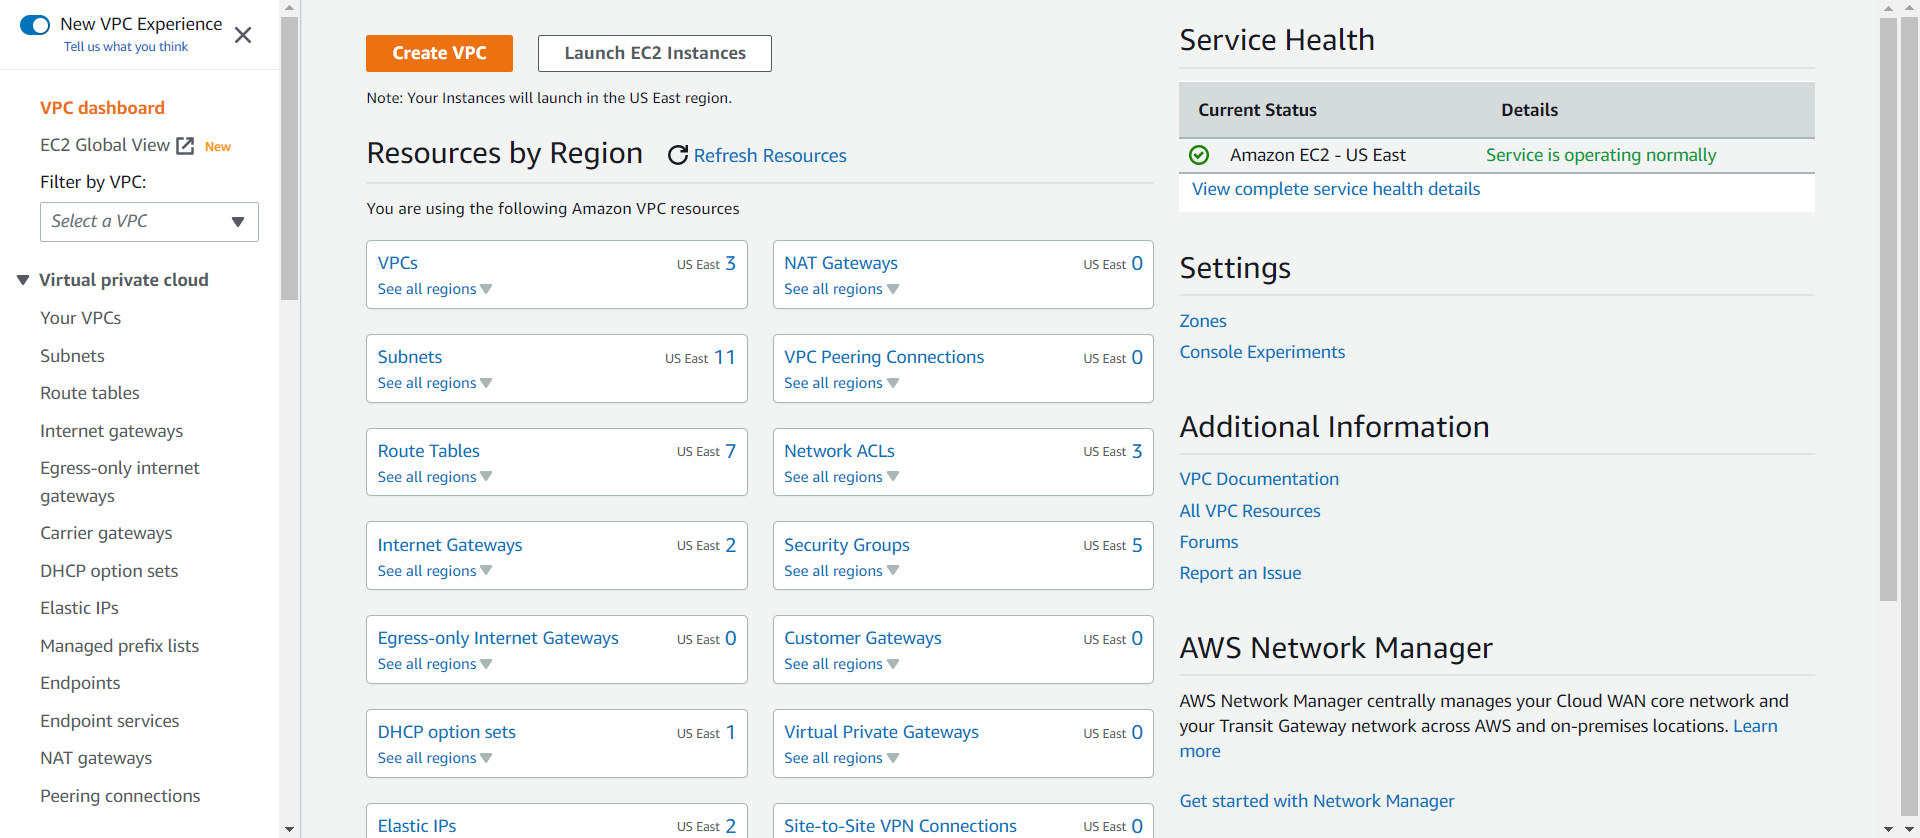 New VPC Experience
Tell us what you think
VPC dashboard
EC2 Global View New
Filter by VPC:
Select a VPC
Virtual private cloud
Your VPCs
Subnets
Route tables
Internet gateways
Egress-only internet
gateways
Carrier gateways
DHCP option sets
Elastic IPs
Managed prefix lists
Endpoints
Endpoint services
NAT gateways
Peering connections
Create VPC
Launch EC2 Instances
Note: Your Instances will launch in the US East region.
Resources by Region Refresh Resources
You are using the following Amazon VPC resources
VPCs US East 3
See all regions
NAT Gateways US East 0
See all regions
Subnets US East 11
See all regions
VPC Peering Connections US East 0
See all regions
Route Tables US East 7
See all regions
Network ACLs US East 3
See all regions
Internet Gateways US East 2
See all regions
Security Groups US East 5
See all regions
Egress-only Internet Gateways US East 0
See all regions
Customer Gateways US East 0
See all regions
DHCP option sets US East 1
See all regions
Virtual Private Gateways US East 0
See all regions
Elastic IPs US East 2
Site-to-Site VPN Connections US East 0
Service Health
Current Status Details
Amazon EC2 - US East Service is operating normally
View complete service health details
Settings
Zones
Console Experiments
Additional Information
VPC Documentation
All VPC Resources
Forums
Report an Issue
AWS Network Manager
AWS Network Manager centrally manages your Cloud WAN core network and
your Transit Gateway network across AWS and on-premises locations. Learn
more
Get started with Network Manager